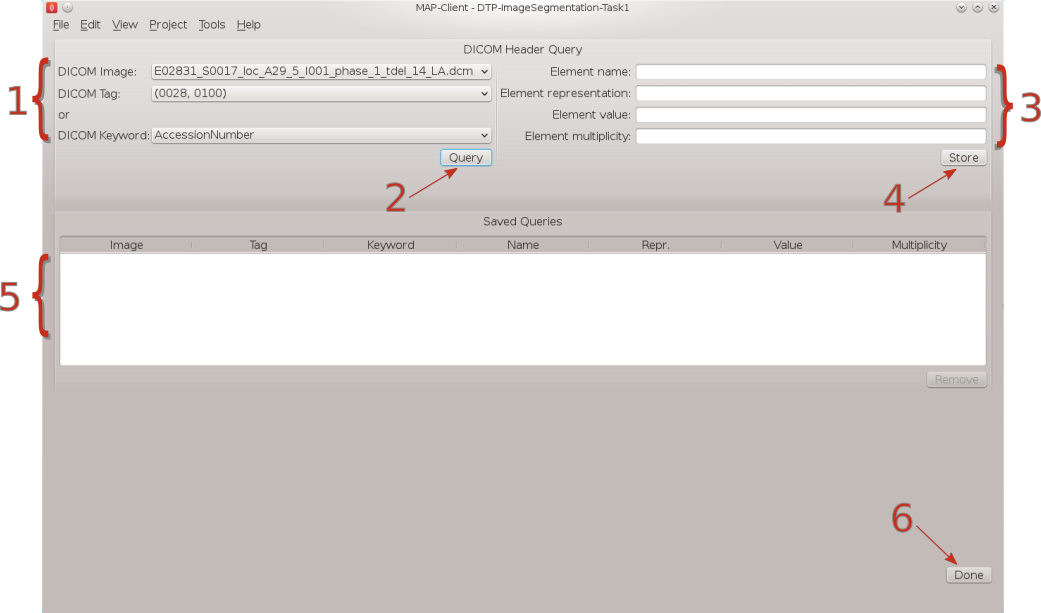 MAP-Client - DTP-ImageSegmentation-Task1
File Edit View Project Tools Help
DICOM Header Query
1
DICOM Image: E02831_S0017_loc_A29_5_I001_phase_1_tdel_14_LA.dcm
DICOM Tag: (0028, 0100)
or
DICOM Keyword: AccessionNumber
Query
2
Element name:
Element representation:
Element value:
Element multiplicity:
3
Store
4
Saved Queries
Image Tag Keyword Name Repr. Value Multiplicity
5
Remove
6
Done